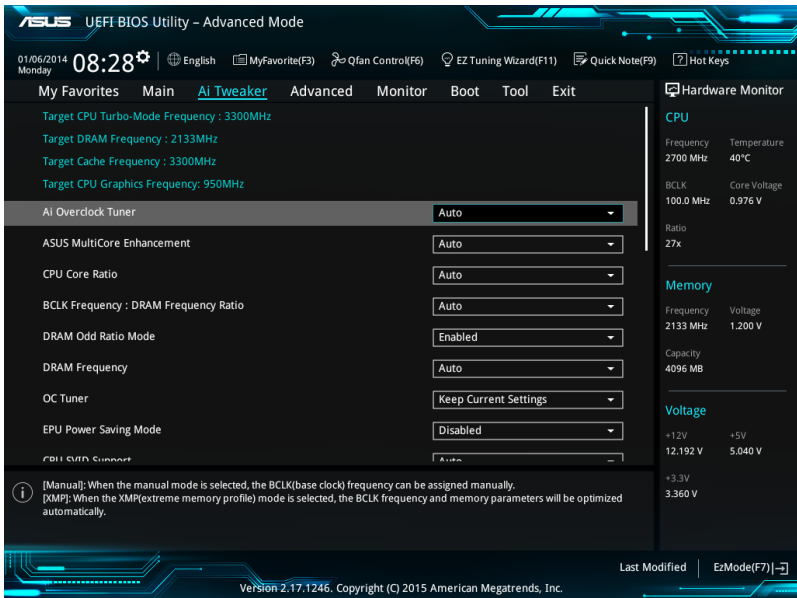 ASUS UEFI BIOS Utility – Advanced Mode
01/06/2014
Monday
08:28
English
MyFavorite(F3)
Qfan Control(F6)
EZ Tuning Wizard(F11)
Quick Note(F9)
? Hot Keys
My Favorites Main Ai Tweaker Advanced Monitor Boot Tool Exit
Target CPU Turbo-Mode Frequency : 3300MHz
Target DRAM Frequency : 2133MHz
Target Cache Frequency : 3300MHz
Target CPU Graphics Frequency: 950MHz
Ai Overclock Tuner Auto
ASUS MultiCore Enhancement Auto
CPU Core Ratio Auto
BCLK Frequency : DRAM Frequency Ratio Auto
DRAM Odd Ratio Mode Enabled
DRAM Frequency Auto
OC Tuner Keep Current Settings
EPU Power Saving Mode Disabled
CPU SVID Support Auto
[Manual]: When the manual mode is selected, the BCLK(base clock) frequency can be assigned manually.
[XMP]: When the XMP(extreme memory profile) mode is selected, the BCLK frequency and memory parameters will be optimized
automatically.
Hardware Monitor
CPU
Frequency Temperature
2700 MHz 40°C
BCLK Core Voltage
100.0 MHz 0.976 V
Ratio
27x
Memory
Frequency Voltage
2133 MHz 1.200 V
Capacity
4096 MB
Voltage
+12V +5V
12.192 V 5.040 V
+3.3V
3.360 V
Last Modified
EzMode(F7)
Version 2.17.1246. Copyright (C) 2015 American Megatrends, Inc.